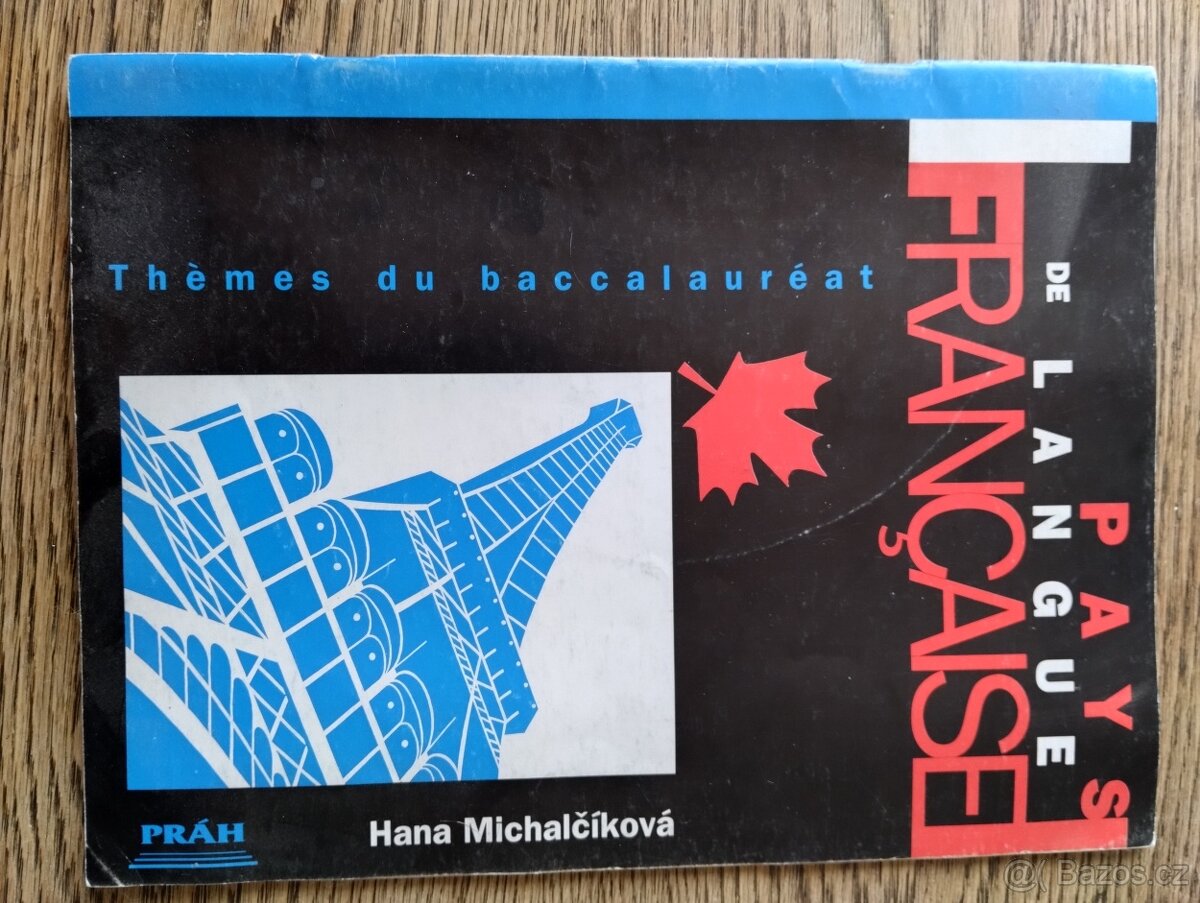 PAYS
DE LANGUE
FRANÇAISE
Thèmes du baccalauréat
Hana Michalčíková
PRÁH
@( Bazos.cz